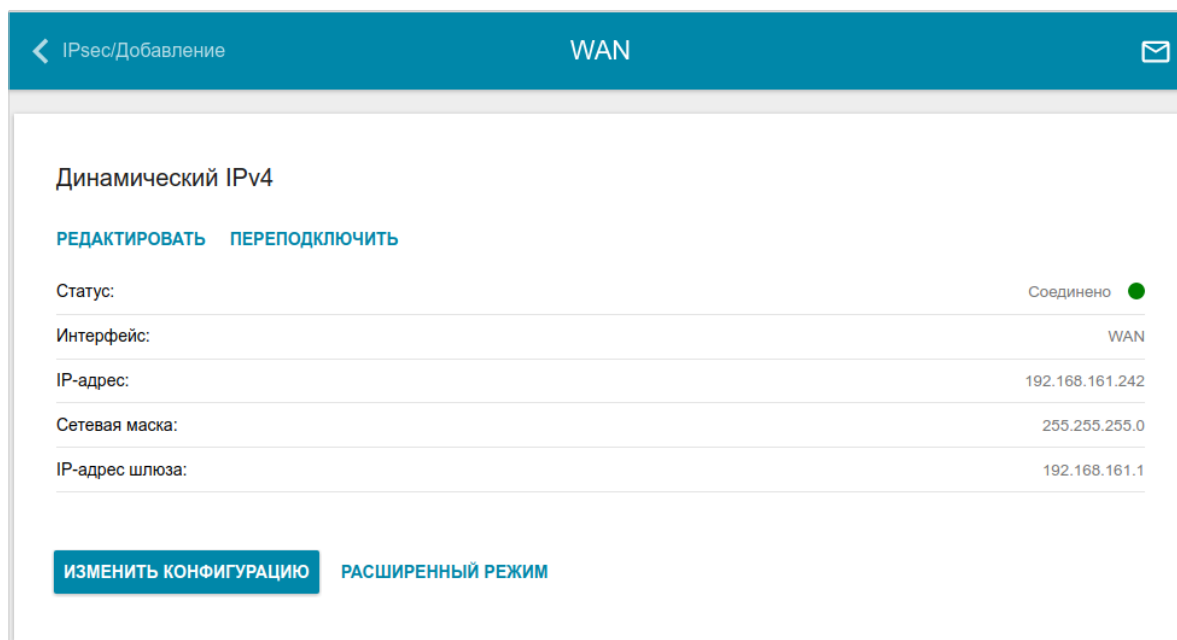 IPsec/Добавление
WAN
Динамический IPv4
РЕДАКТИРОВАТЬ ПЕРЕПОДКЛЮЧИТЬ
Статус: Соединено
Интерфейс: WAN
IP-адрес: 192.168.161.242
Сетевая маска: 255.255.255.0
IP-адрес шлюза: 192.168.161.1
ИЗМЕНИТЬ КОНФИГУРАЦИЮ РАСШИРЕННЫЙ РЕЖИМ